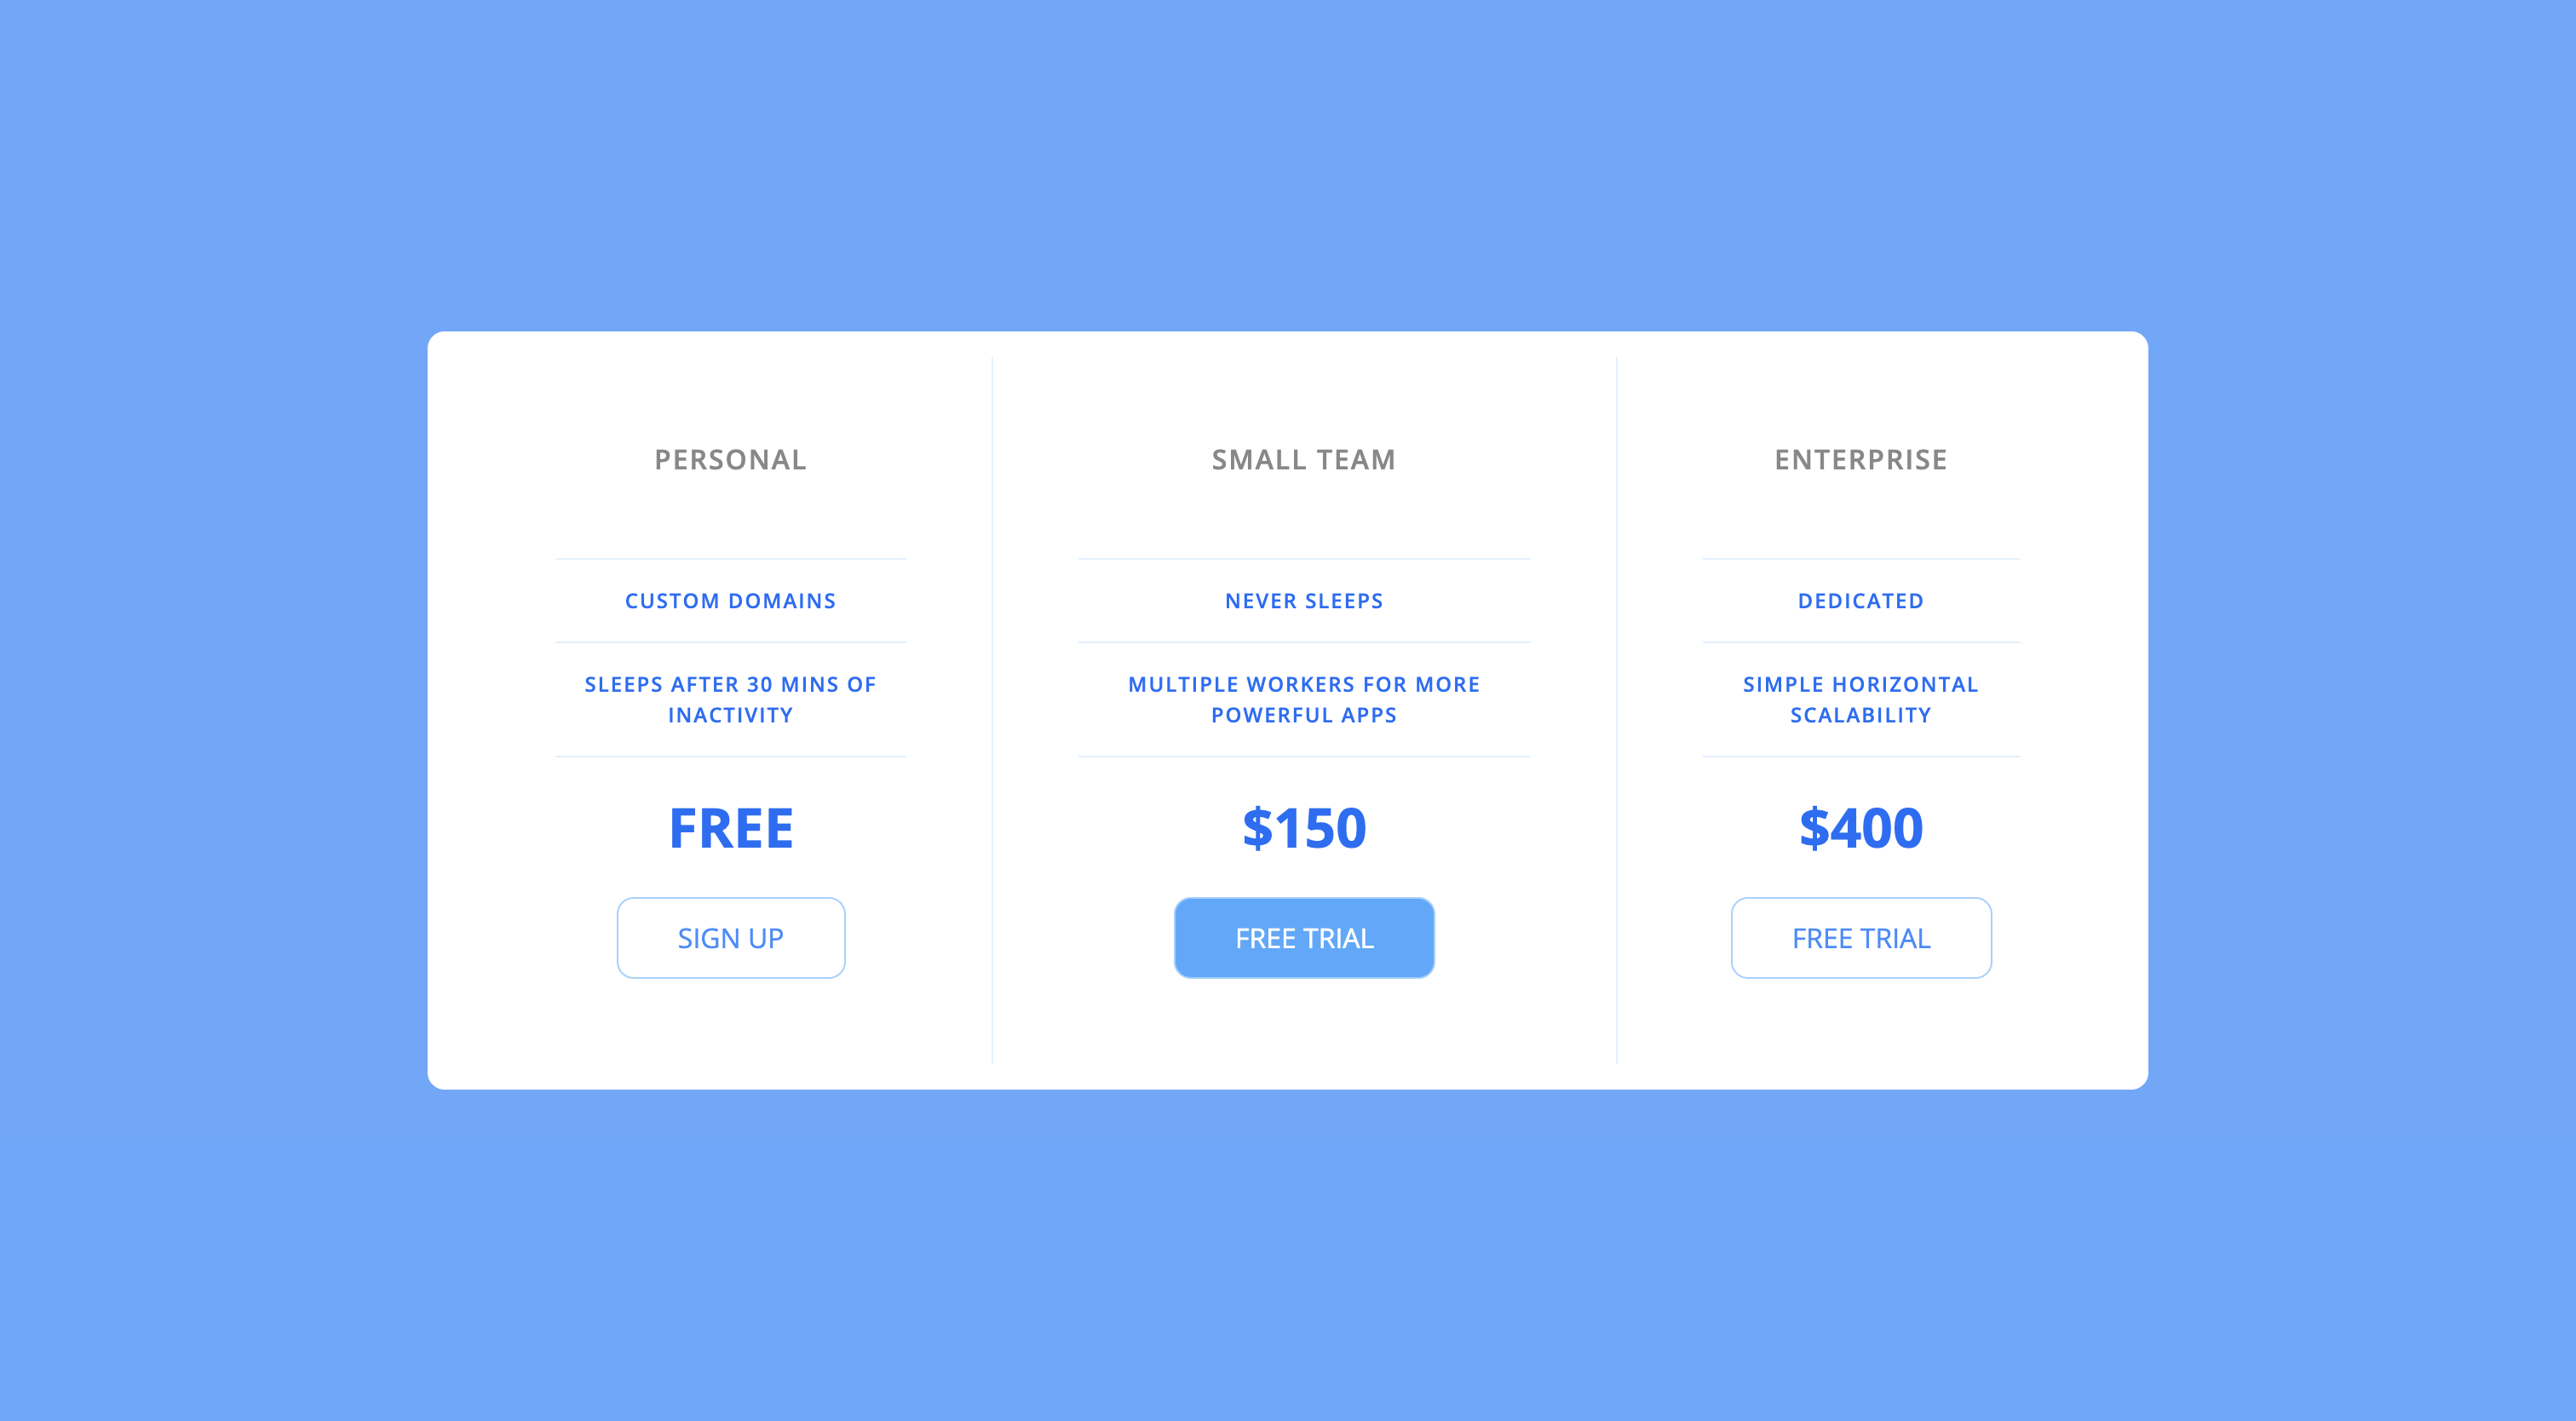 PERSONAL
CUSTOM DOMAINS
SLEEPS AFTER 30 MINS OF
INACTIVITY
FREE
SIGN UP
SMALL TEAM
NEVER SLEEPS
MULTIPLE WORKERS FOR MORE
POWERFUL APPS
$150
FREE TRIAL
ENTERPRISE
DEDICATED
SIMPLE HORIZONTAL
SCALABILITY
$400
FREE TRIAL